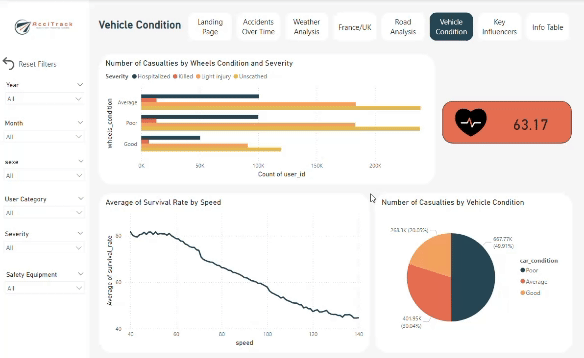 AcciTrack
Vehicle Condition
Landing Page
Accidents Over Time
Weather Analysis
France/UK
Road Analysis
Vehicle Condition
Key Influencers
Info Table
Reset Filters
Year
All
Month
All
sexe
All
User Category
All
Severity
All
Safety Equipment
All
Number of Casualties by Wheels Condition and Severity
Severity Hospitalized Killed Light injury Unscathed
wheels_condition
Average
Poor
Good
0K 50K 100K 150K 200K
Count of user_id
63.17
Average of Survival Rate by Speed
Average of survival_rate
80
60
40
40 60 80 100 120 140
speed
Number of Casualties by Vehicle Condition
667.77K
(49.91%)
(20.05%)
(30.04%)
car_condition
Poor
Average
Good